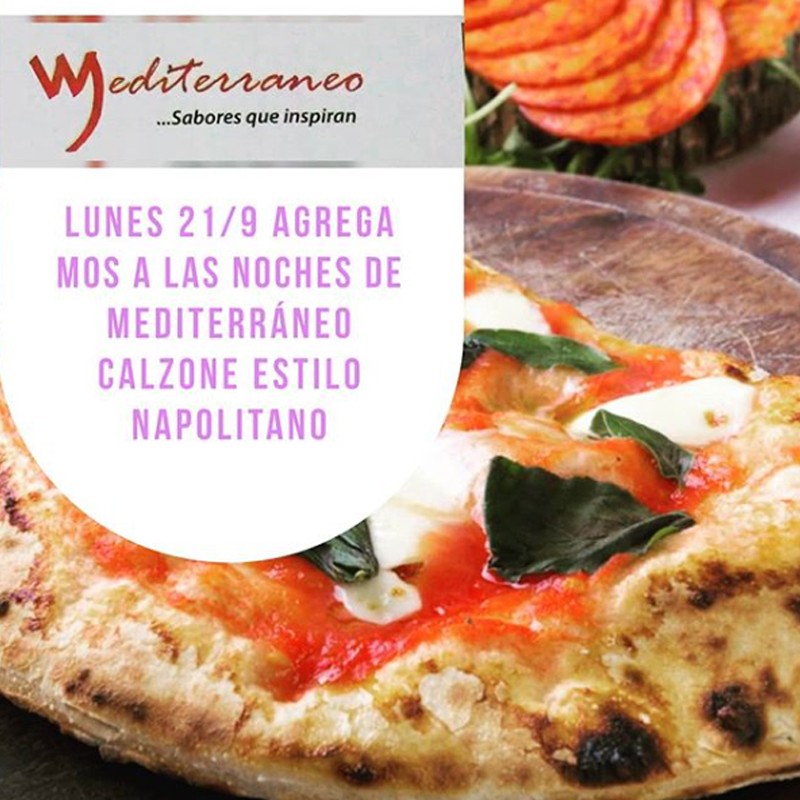 Mediterraneo
...Sabores que inspiran
LUNES 21/9 AGREGA
MOS A LAS NOCHES DE
MEDITERRÁNEO
CALZONE ESTILO
NAPOLITANO